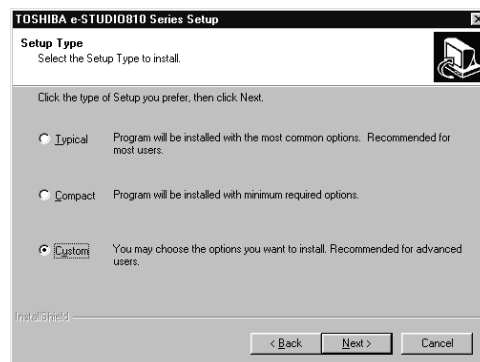 TOSHIBA e-STUDIO810 Series Setup
Setup Type
Select the Setup Type to install.
Click the type of Setup you prefer, then click Next.
Typical Program will be installed with the most common options. Recommended for
most users.
Compact Program will be installed with minimum required options.
Custom You may choose the options you want to install. Recommended for advanced
users.
InstallShield
< Back Next > Cancel